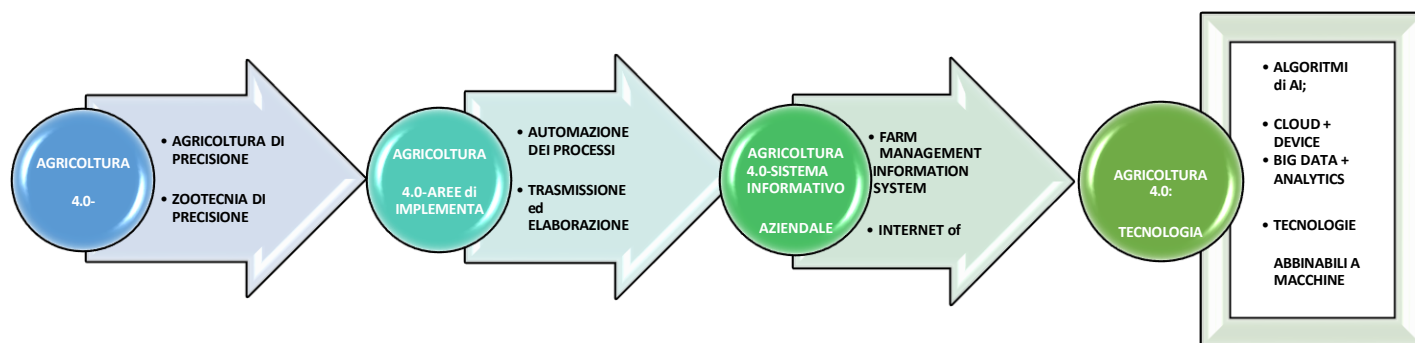 AGRICOLTURA
4.0-
• AGRICOLTURA DI
PRECISIONE
• ZOOTECNIA DI
PRECISIONE
AGRICOLTURA
4.0-AREE di
IMPLEMENTA
• AUTOMAZIONE
DEI PROCESSI
• TRASMISSIONE
ed
ELABORAZIONE
AGRICOLTURA
4.0-SISTEMA
INFORMATIVO
AZIENDALE
• FARM
MANAGEMENT
INFORMATION
SYSTEM
• INTERNET of
AGRICOLTURA
4.0:
TECNOLOGIA
• ALGORITMI
di AI;
• CLOUD +
DEVICE
• BIG DATA +
ANALYTICS
• TECNOLOGIE
ABBINABILI A
MACCHINE